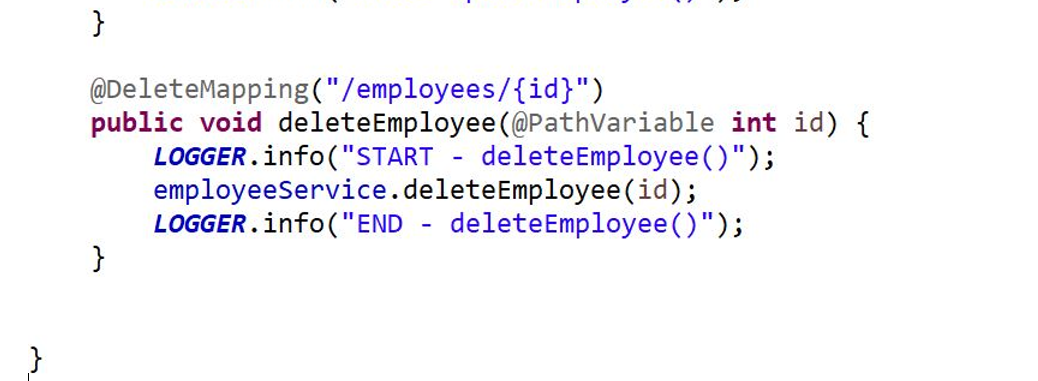 }
@DeleteMapping("/employees/{id}")
public void deleteEmployee(@PathVariable int id) {
LOGGER.info("START - deleteEmployee()");
employeeService.deleteEmployee(id);
LOGGER.info("END - deleteEmployee()");
}
}